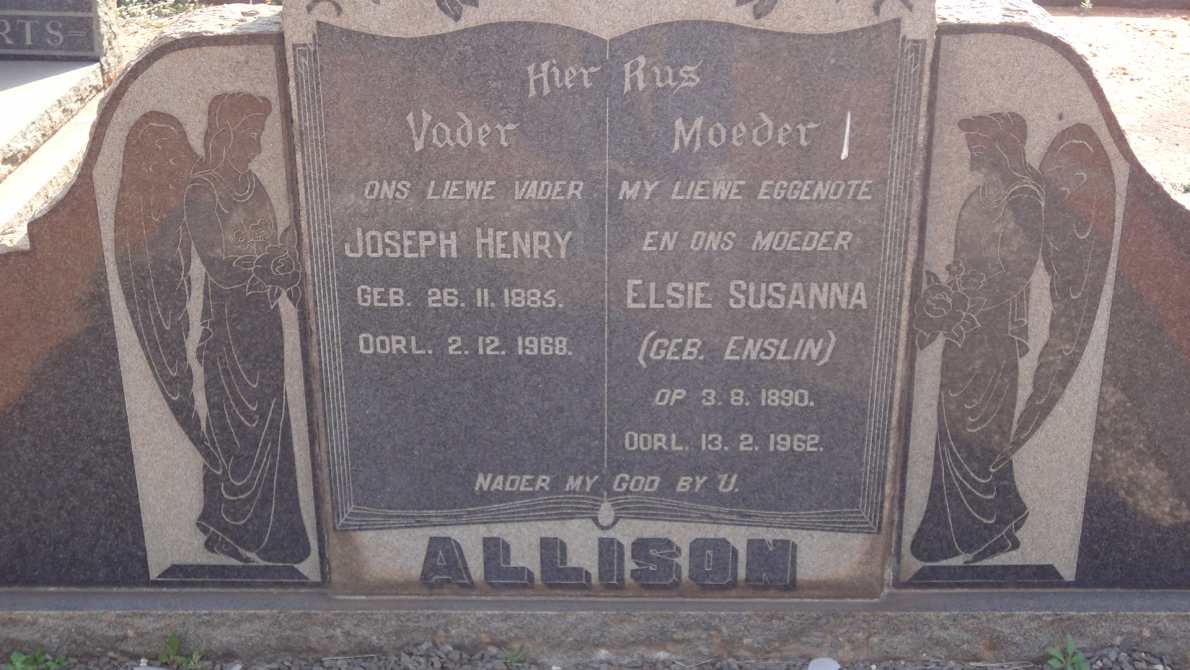 RTS
Hier Rus
Vader
ONS LIEWE VADER
JOSEPH HENRY
GEB. 26. 11. 1885.
OORL. 2. 12. 1968.
Moeder
MY LIEWE EGGENOTE
EN ONS MOEDER
ELSIE SUSANNA
(GEB. ENSLIN)
OP 3. 8. 1890.
OORL. 13. 2. 1962.
NADER MY GOD BY U.
ALLISON